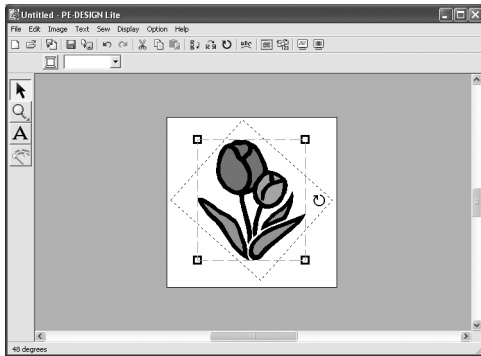 Untitled - PE-DESIGN Lite
File Edit Image Text Sew Display Option Help
A
48 degrees